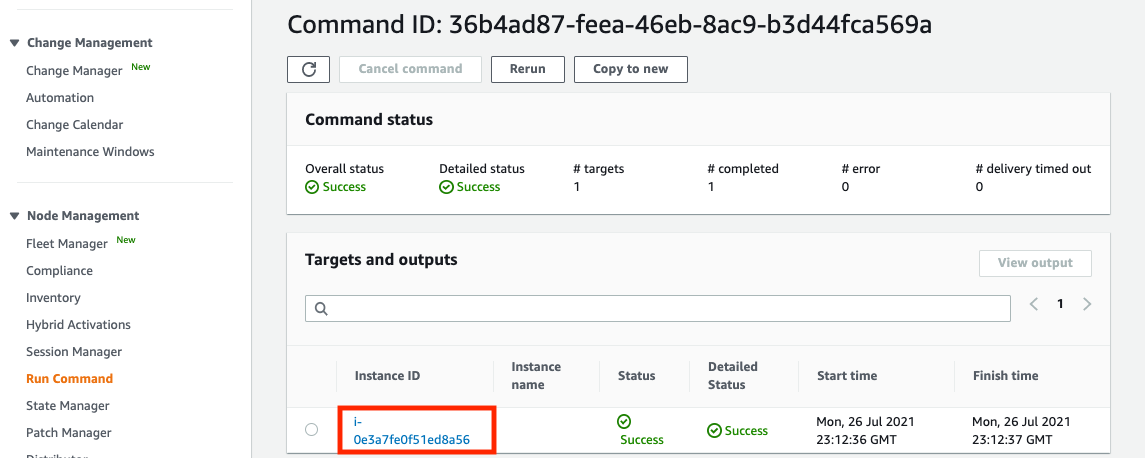 Change Management
Change Manager New
Automation
Change Calendar
Maintenance Windows
Node Management
Fleet Manager New
Compliance
Inventory
Hybrid Activations
Session Manager
Run Command
State Manager
Patch Manager
Distributor
Command ID: 36b4ad87-feea-46eb-8ac9-b3d44fca569a
Cancel command Rerun Copy to new
Command status
Overall status Detailed status # targets # completed # error # delivery timed out
Success Success 1 1 0 0
Targets and outputs
View output
1
Instance ID Instance name Status Detailed Status Start time Finish time
i-
0e3a7fe0f51ed8a56 Success Success Mon, 26 Jul 2021 23:12:36 GMT Mon, 26 Jul 2021 23:12:37 GMT